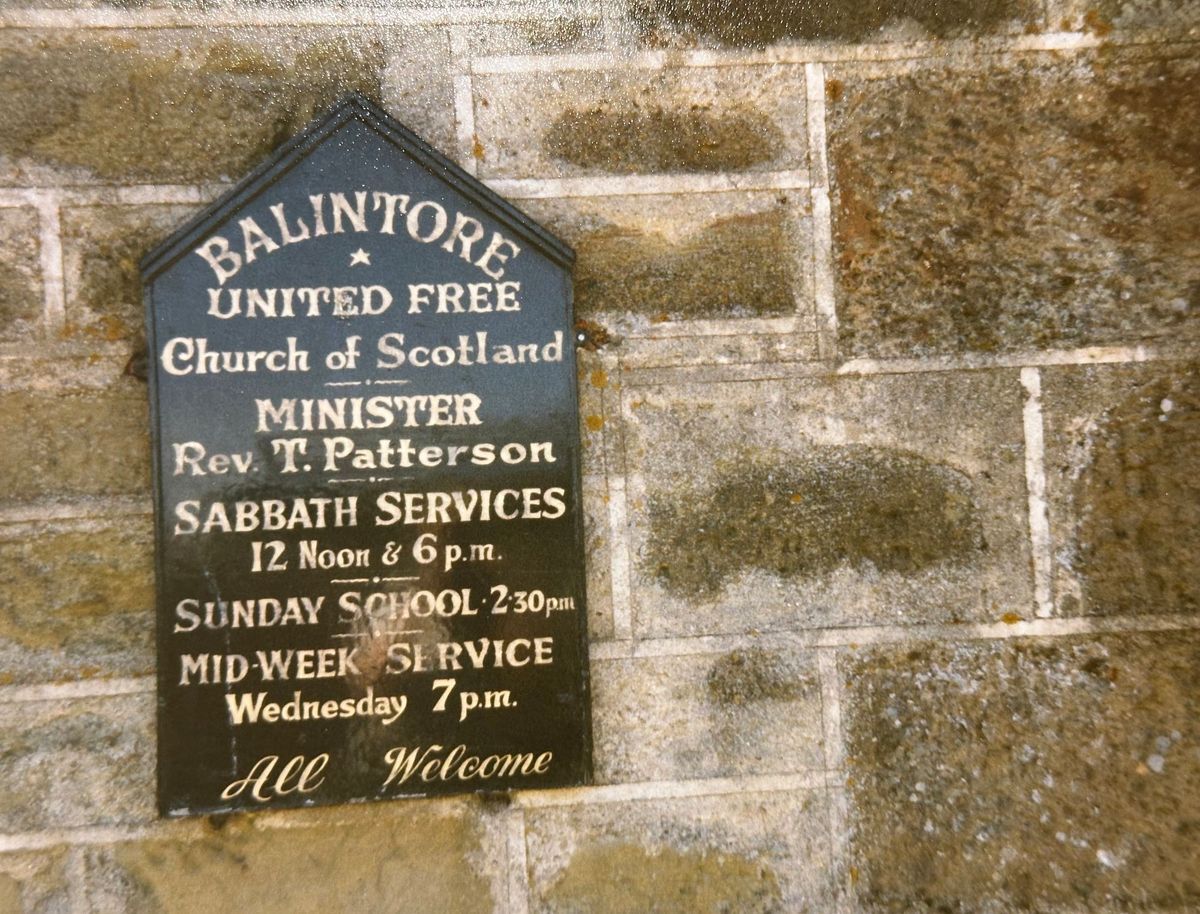 BALINTORE
UNITED FREE
Church of Scotland
MINISTER
Rev. T. Patterson
SABBATH SERVICES
12 Noon & 6 p.m.
SUNDAY SCHOOL · 2·30pm
MID-WEEK SERVICE
Wednesday 7 p.m.
All Welcome